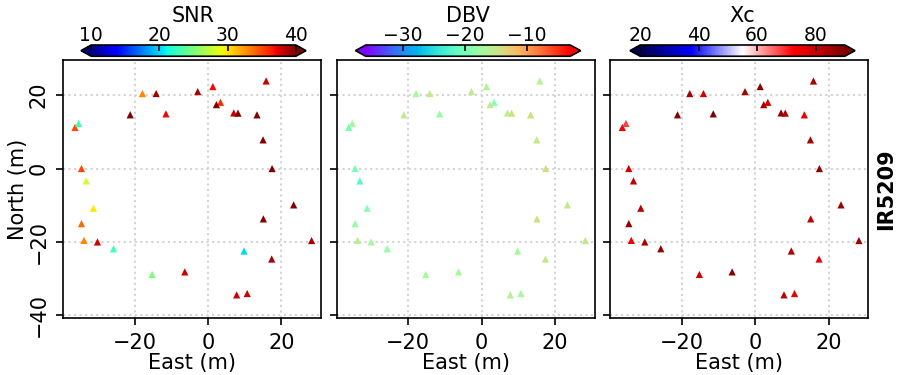 SNR DBV Xc
10 20 30 40 −30 −20 −10 20 40 60 80
North (m)
20
0
−20
−40
IR5209
−20 0 20 −20 0 20 −20 0 20
East (m) East (m) East (m)